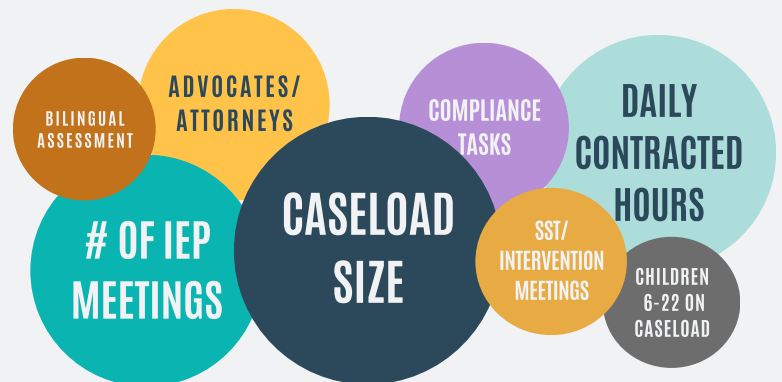 BILINGUAL
ASSESSMENT
ADVOCATES/
ATTORNEYS
# OF IEP
MEETINGS
CASELOAD
SIZE
COMPLIANCE
TASKS
DAILY
CONTRACTED
HOURS
SST/
INTERVENTION
MEETINGS
CHILDREN
6-22 ON
CASELOAD